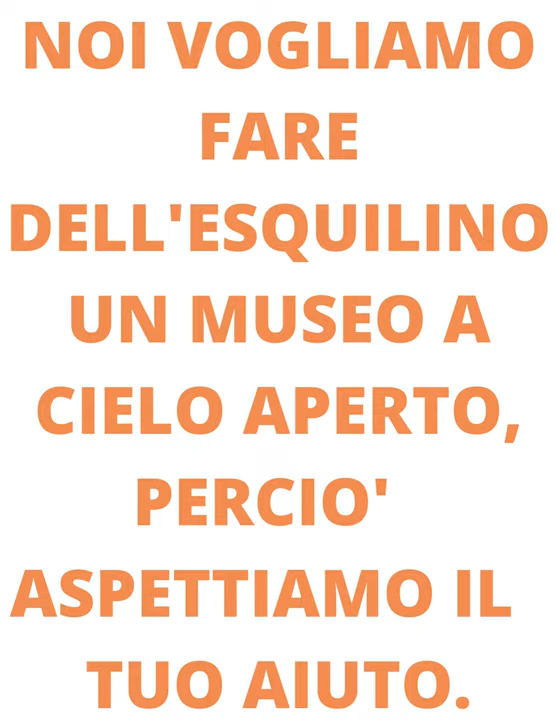 NOI VOGLIAMO
FARE
DELL'ESQUILINO
UN MUSEO A
CIELO APERTO,
PERCIO'
ASPETTIAMO IL
TUO AIUTO.